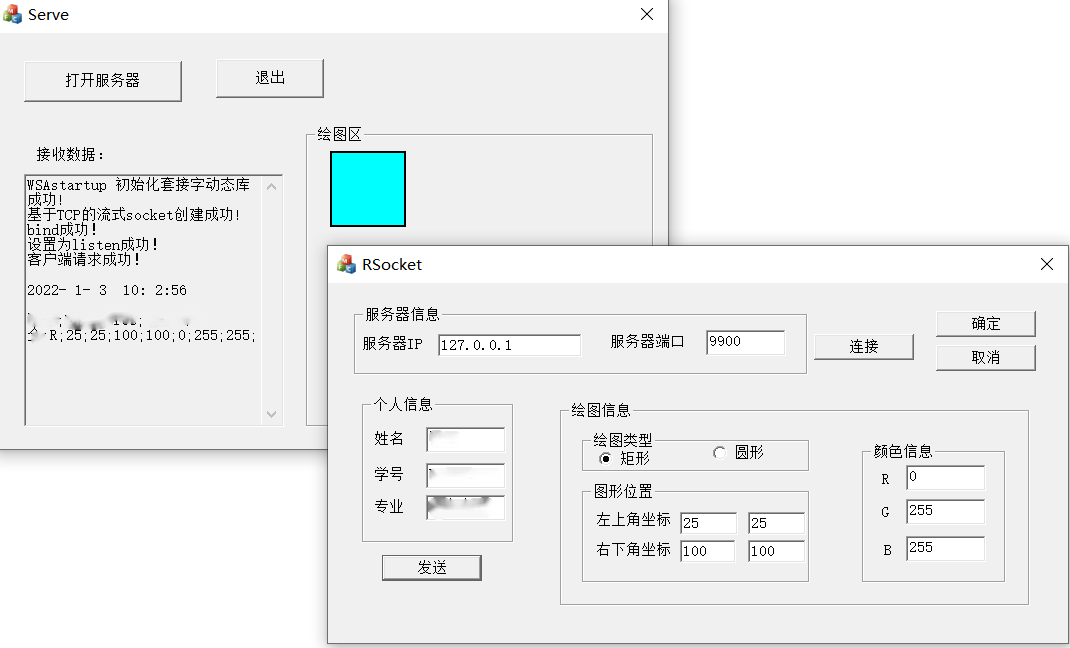 Serve
打开服务器
退出
接收数据：
WSAstartup 初始化套接字动态库
成功!
基于TCP的流式socket创建成功!
bind成功!
设置为listen成功!
客户端请求成功!
2022- 1- 3  10: 2:56
R;25;25;100;100;0;255;255;
绘图区
RSocket
服务器信息
服务器IP
127.0.0.1
服务器端口
9900
连接
确定
取消
个人信息
姓名
学号
专业
发送
绘图信息
绘图类型
矩形
圆形
图形位置
左上角坐标
25
25
右下角坐标
100
100
颜色信息
R
0
G
255
B
255